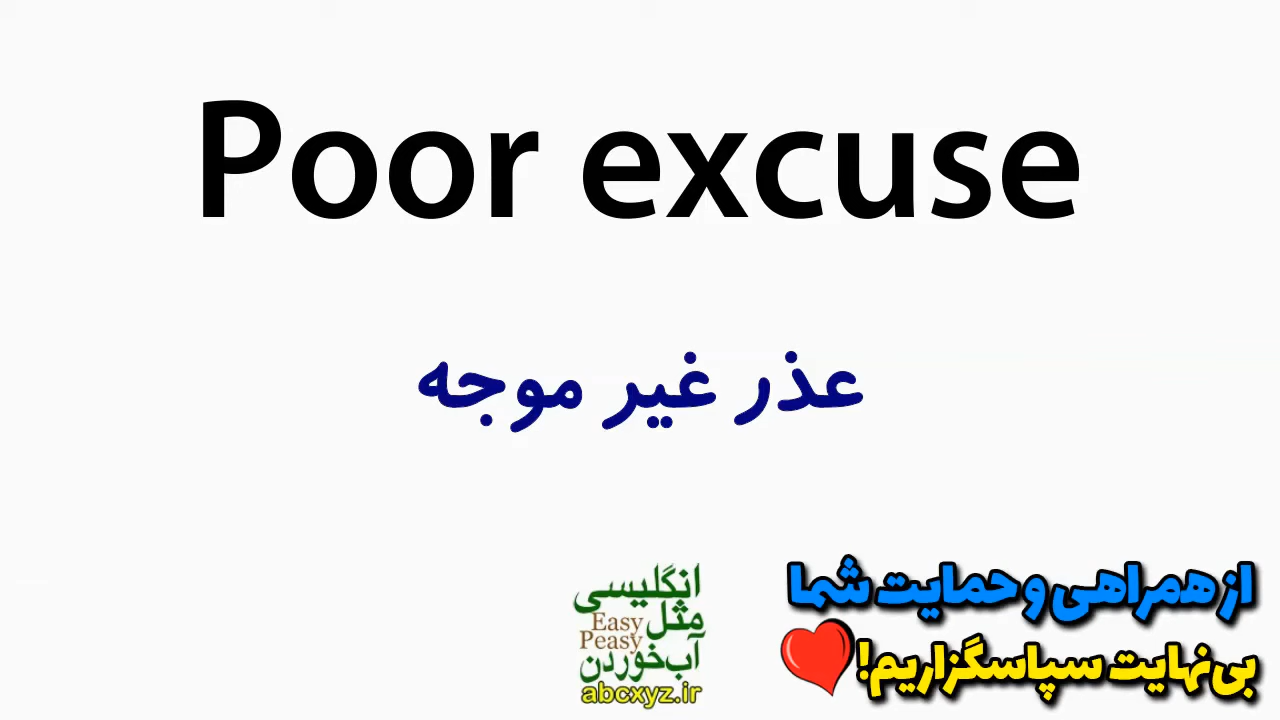 Poor excuse
عذر غیر موجه
انگلیسی
مثل
Easy
Peasy
آب‌خوردن
abcxyz.ir
از همراهی و حمایت شما
بی‌نهایت سپاسگزاریم!